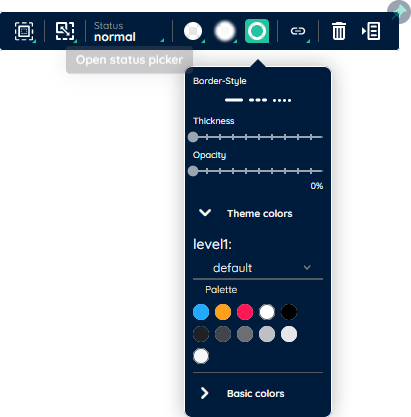 Status
normal
Open status picker
Border-Style
Thickness
Opacity
0%
Theme colors
level1:
default
Palette
Basic colors